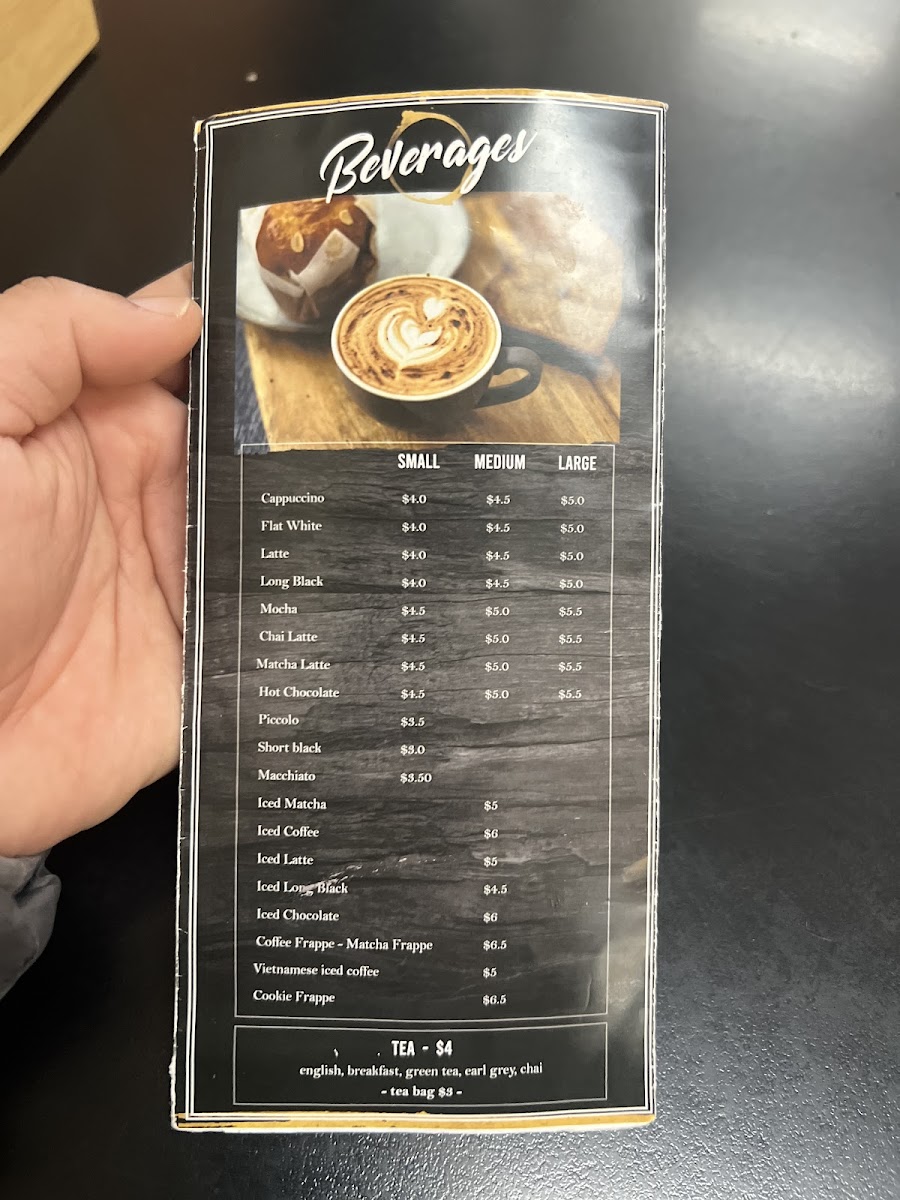 Beverages
SMALL MEDIUM LARGE
Cappuccino $4.0 $4.5 $5.0
Flat White $4.0 $4.5 $5.0
Latte $4.0 $4.5 $5.0
Long Black $4.0 $4.5 $5.0
Mocha $4.5 $5.0 $5.5
Chai Latte $4.5 $5.0 $5.5
Matcha Latte $4.5 $5.0 $5.5
Hot Chocolate $4.5 $5.0 $5.5
Piccolo $3.5
Short black $3.0
Macchiato $3.50
Iced Matcha $5
Iced Coffee $6
Iced Latte $5
Iced Long Black $4.5
Iced Chocolate $6
Coffee Frappe - Matcha Frappe $6.5
Vietnamese iced coffee $5
Cookie Frappe $6.5
TEA - $4
english, breakfast, green tea, earl grey, chai
- tea bag $3 -